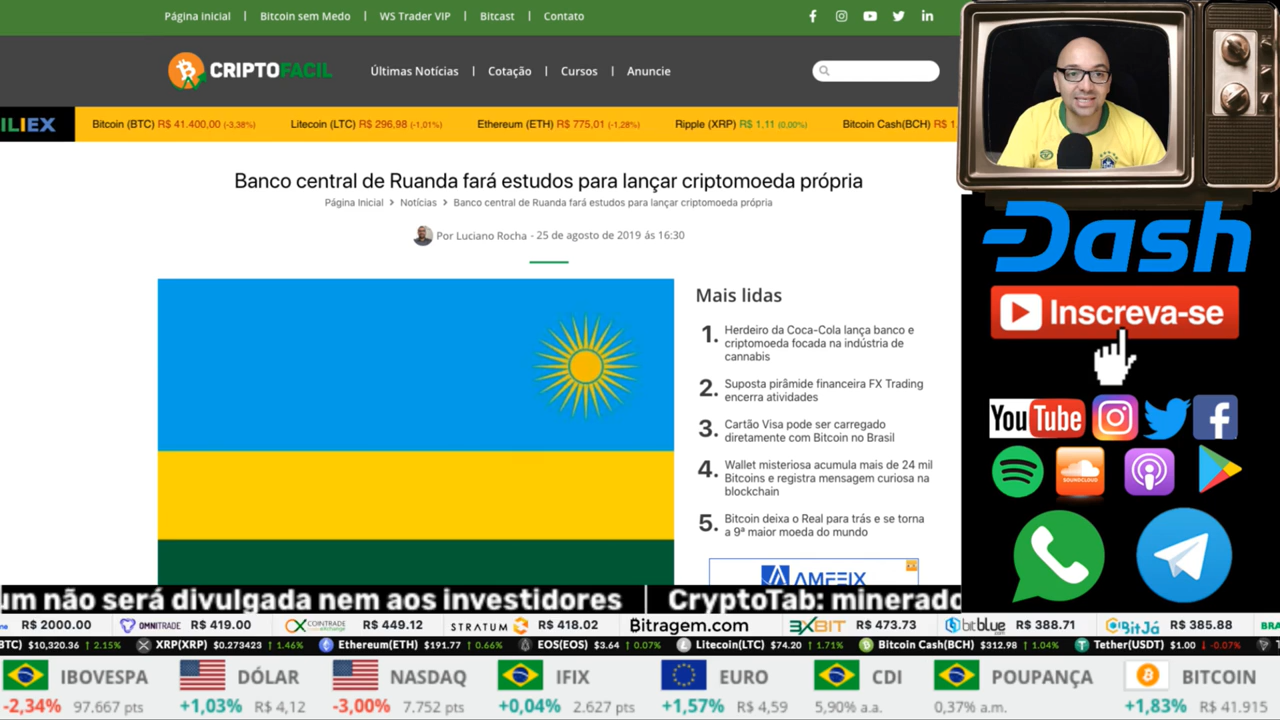 Página inicial | Bitcoin sem Medo | WS Trader VIP | Bitcast | Contato
CRIPTOFACIL
Últimas Notícias | Cotação | Cursos | Anuncie
Bitcoin (BTC) R$ 41.400,00 (-3,38%) Litecoin (LTC) R$ 296,98 (-1,01%) Ethereum (ETH) R$ 775,01 (-1,28%) Ripple (XRP) R$ 1.11 (0,00%) Bitcoin Cash(BCH) R$
Banco central de Ruanda fará estudos para lançar criptomoeda própria
Página Inicial > Notícias > Banco central de Ruanda fará estudos para lançar criptomoeda própria
Por Luciano Rocha - 25 de agosto de 2019 ás 16:30
Mais lidas
1. Herdeiro da Coca-Cola lança banco e
criptomoeda focada na indústria de
cannabis
2. Suposta pirâmide financeira FX Trading
encerra atividades
3. Cartão Visa pode ser carregado
diretamente com Bitcoin no Brasil
4. Wallet misteriosa acumula mais de 24 mil
Bitcoins e registra mensagem curiosa na
blockchain
5. Bitcoin deixa o Real para trás e se torna
a 9ª maior moeda do mundo
AMFEIX
Dash
Inscreva-se
YouTube
SOUNDCLOUD
um não será divulgada nem aos investidores | CryptoTab: minerado
R$ 2000.00 OMNITRADE R$ 419.00 COINTRADE R$ 449.12 STRATUM R$ 418.02 Bitragem.com 3XBIT R$ 473.73 bitblue R$ 388.71 BitJá R$ 385.88
BTC) $10,320.36 ↑ 2.15% XRP(XRP) $0.273423 ↑ 1.46% Ethereum(ETH) $191.77 ↑ 0.66% EOS(EOS) $3.64 ↑ 0.07% Litecoin(LTC) $74.20 ↑ 1.71% Bitcoin Cash(BCH) $312.98 ↑ 1.04% Tether(USDT) $1.00 ↓ -0.07%
IBOVESPA DÓLAR NASDAQ IFIX EURO CDI POUPANÇA BITCOIN
-2,34% 97.667 pts +1,03% R$ 4,12 -3,00% 7.752 pts +0,04% 2.627 pts +1,57% R$ 4,59 5,90% a.a. 0,37% a.m. +1,83% R$ 41.915